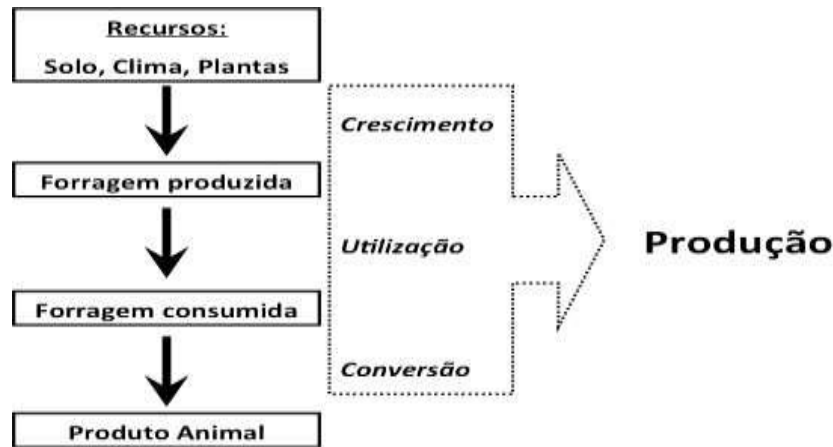 Recursos:
Solo, Clima, Plantas
Crescimento
Forragem produzida
Utilização
Produção
Forragem consumida
Conversão
Produto Animal